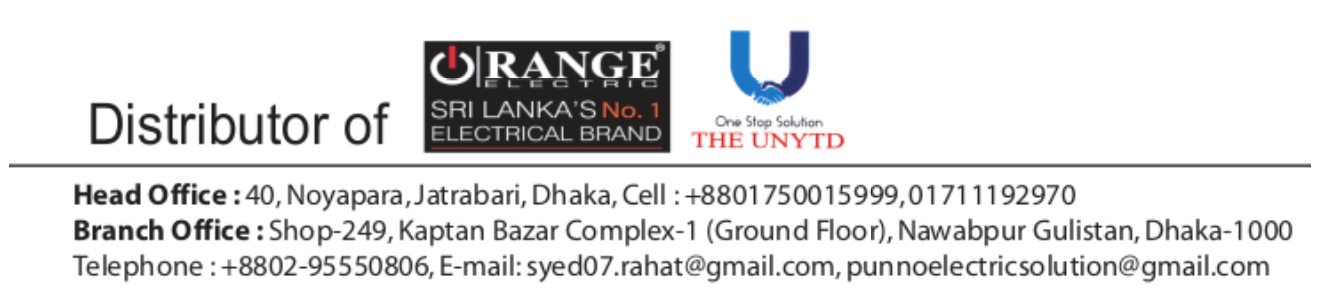 Distributor of
ORANGE®
ELECTRIC
SRI LANKA'S No. 1
ELECTRICAL BRAND
One Stop Solution
THE UNYTD
Head Office : 40, Noyapara, Jatrabari, Dhaka, Cell : +8801750015999, 01711192970
Branch Office : Shop-249, Kaptan Bazar Complex-1 (Ground Floor), Nawabpur Gulistan, Dhaka-1000
Telephone : +8802-95550806, E-mail: syed07.rahat@gmail.com, punnoelectricsolution@gmail.com